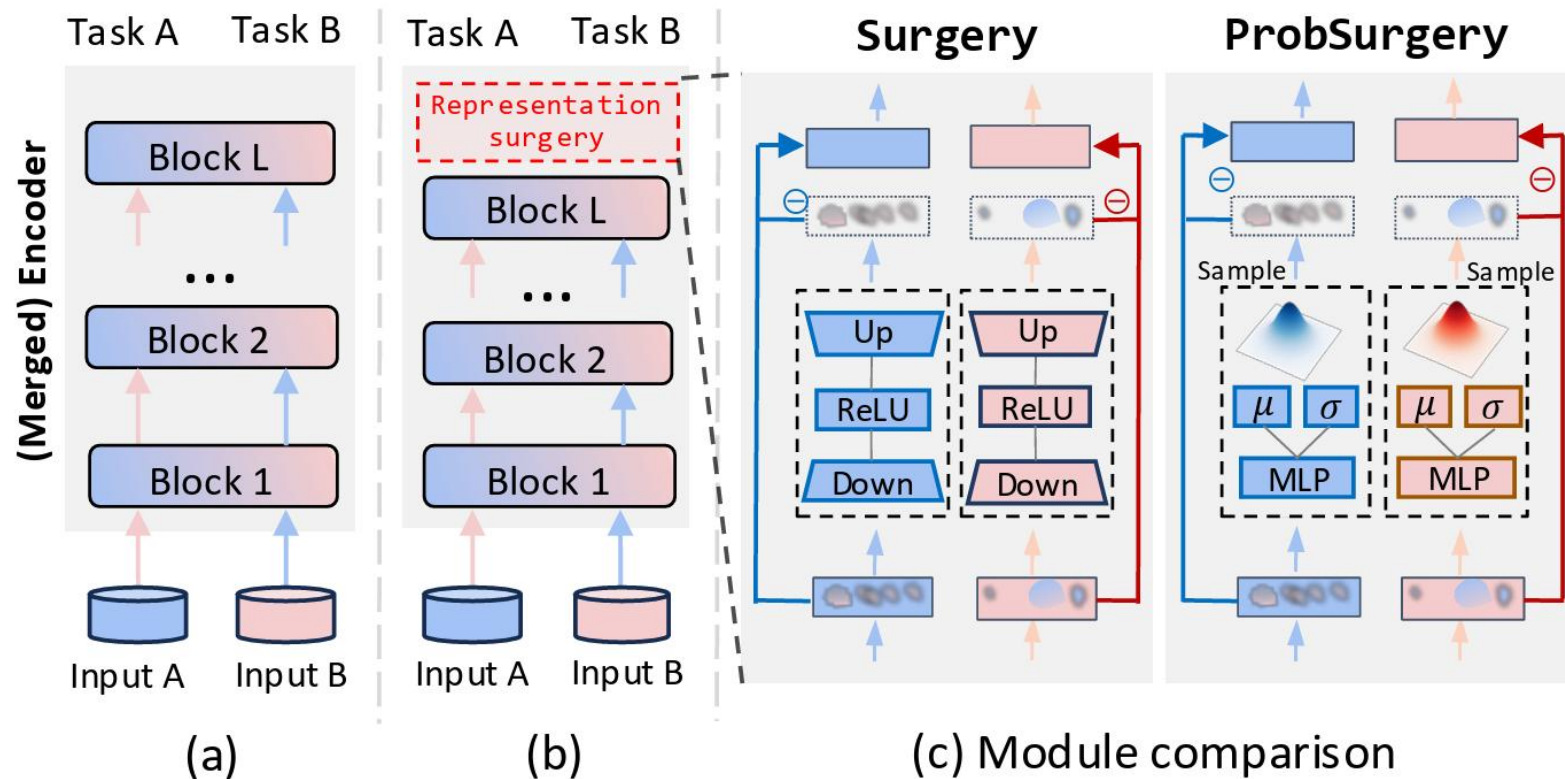 (Merged) Encoder
Task A Task B
Block L
...
Block 2
Block 1
Input A Input B
(a)
Task A Task B
Representation
surgery
Block L
...
Block 2
Block 1
Input A Input B
(b)
Surgery
⊖ ⊖
Up Up
ReLU ReLU
Down Down
ProbSurgery
⊖ ⊖
Sample Sample
μ σ μ σ
MLP MLP
(c) Module comparison